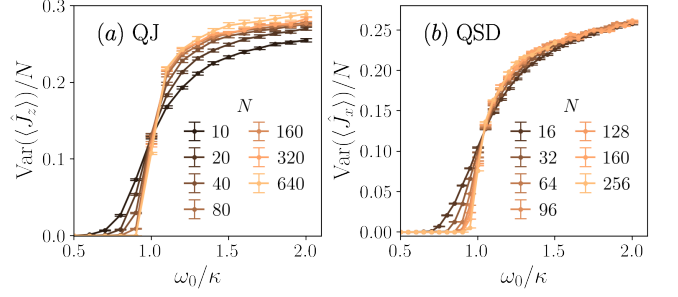 (a) QJ
Var(⟨Ĵz⟩)/N
0.3
0.2
0.1
0.0
N
10 160
20 320
40 640
80
0.5 1.0 1.5 2.0
ω₀/κ
(b) QSD
Var(⟨Ĵx⟩)/N
0.25
0.20
0.15
0.10
0.05
0.00
N
16 128
32 160
64 256
96
0.5 1.0 1.5 2.0
ω₀/κ